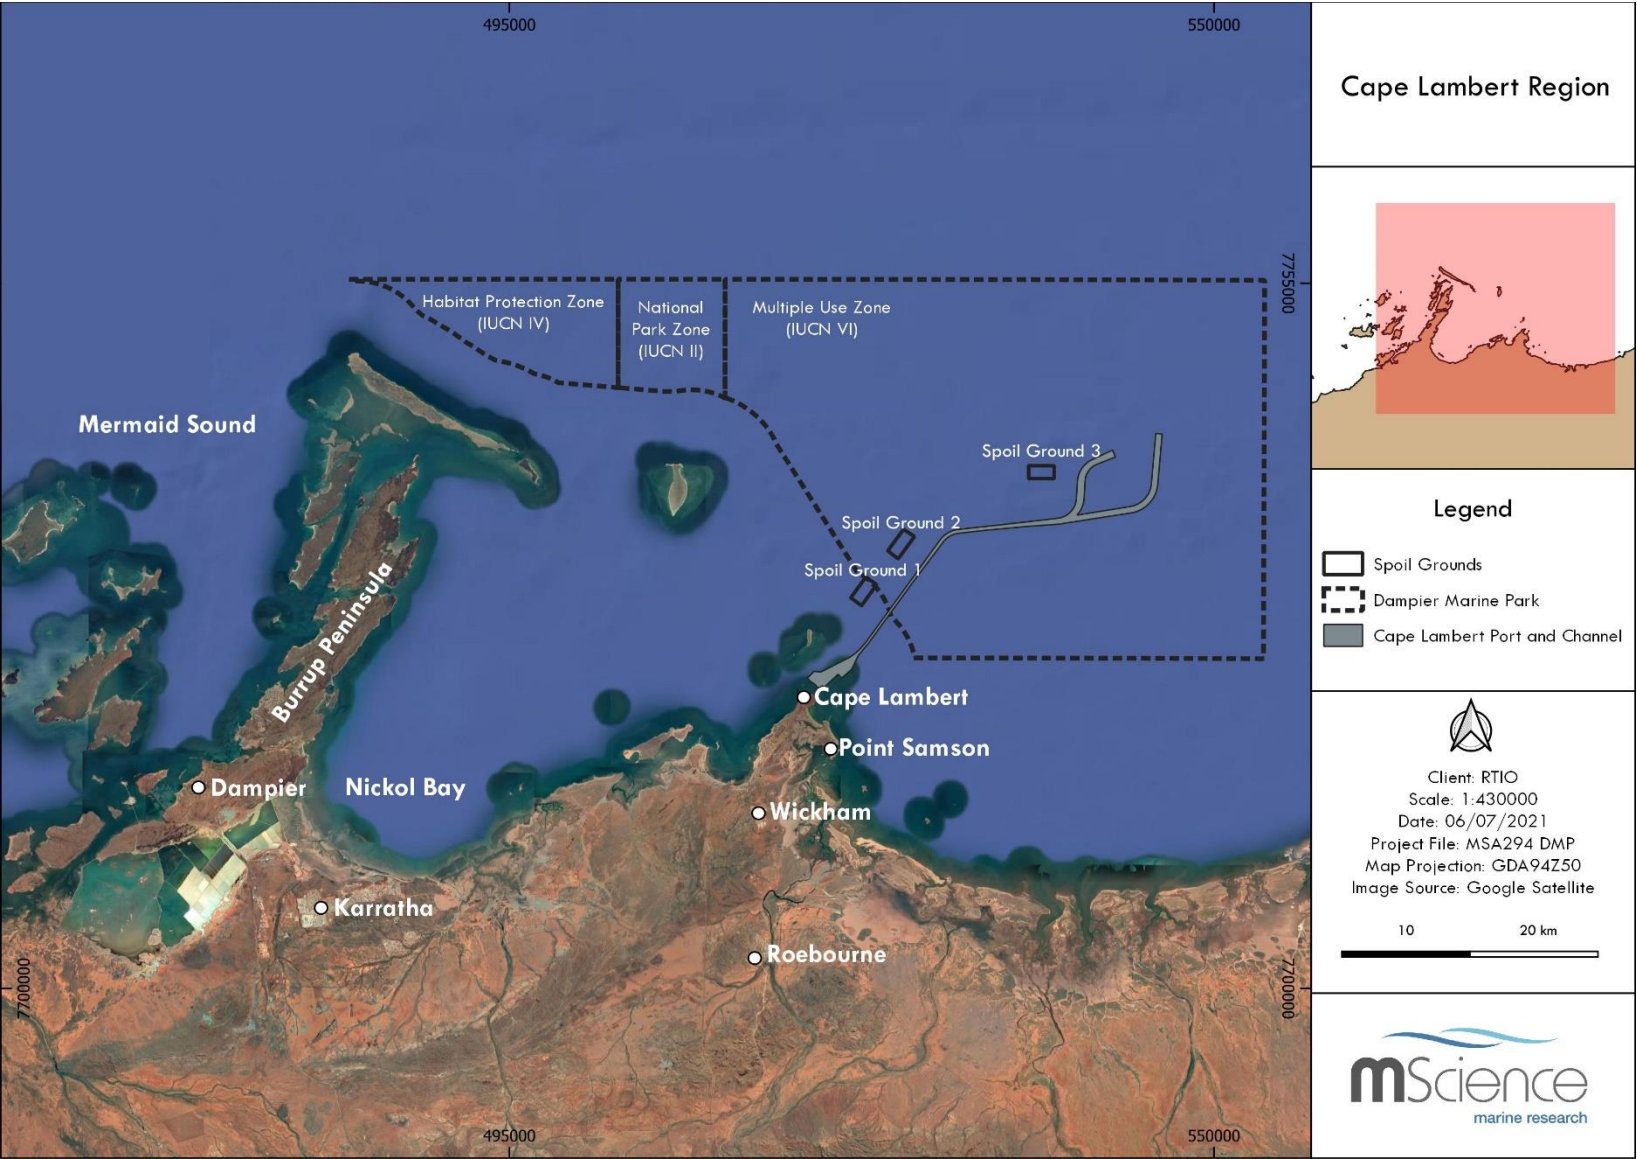 495000
550000
Cape Lambert Region
7750000
Habitat Protection Zone
(IUCN IV)
National
Park Zone
(IUCN II)
Multiple Use Zone
(IUCN VI)
Mermaid Sound
Spoil Ground 3
Spoil Ground 2
Spoil Ground 1
Burrup Peninsula
Cape Lambert
Point Samson
Dampier
Nickol Bay
Wickham
Karratha
Roebourne
7700000
7700000
495000
550000
Legend
Spoil Grounds
Dampier Marine Park
Cape Lambert Port and Channel
Client: RTIO
Scale: 1:430000
Date: 06/07/2021
Project File: MSA294 DMP
Map Projection: GDA94Z50
Image Source: Google Satellite
10 20 km
mScience
marine research